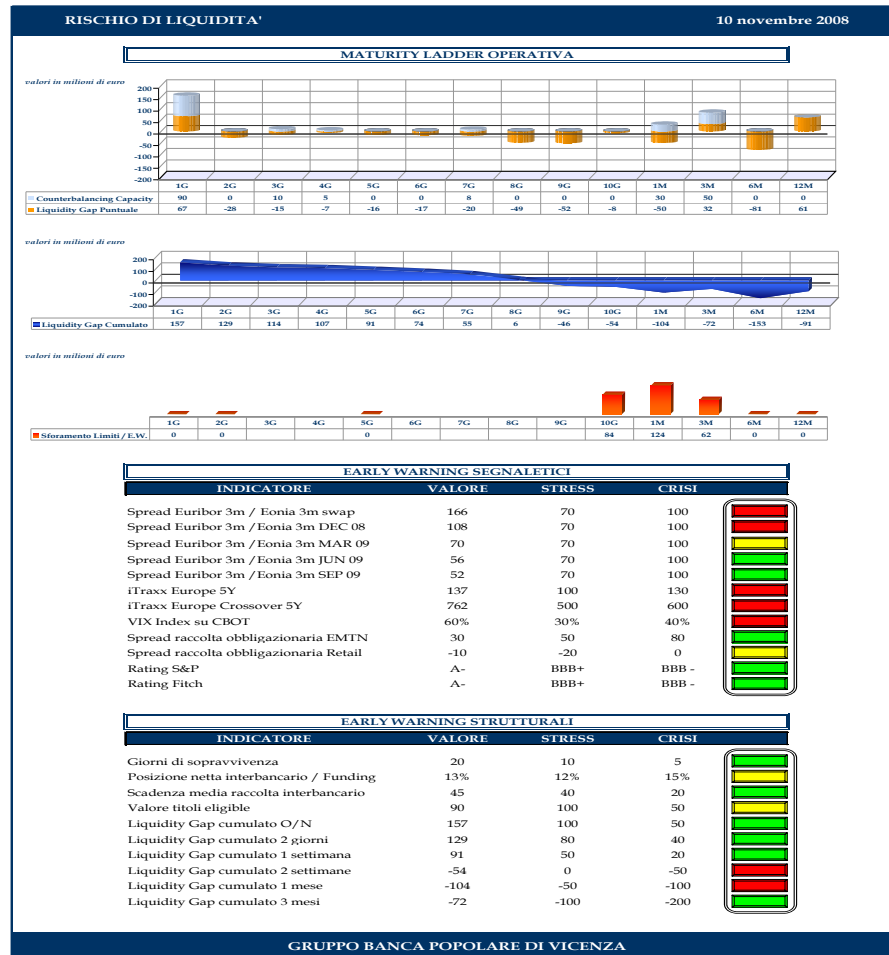 RISCHIO DI LIQUIDITA' 10 novembre 2008
MATURITY LADDER OPERATIVA
valori in milioni di euro
200
150
100
50
0
-50
-100
-150
-200
1G 2G 3G 4G 5G 6G 7G 8G 9G 10G 1M 3M 6M 12M
Counterbalancing Capacity 90 0 10 5 0 0 8 0 0 0 30 50 0 0
Liquidity Gap Puntuale 67 -28 -15 -7 -16 -17 -20 -49 -52 -8 -50 32 -81 61
valori in milioni di euro
200
100
0
-100
-200
1G 2G 3G 4G 5G 6G 7G 8G 9G 10G 1M 3M 6M 12M
Liquidity Gap Cumulato 157 129 114 107 91 74 55 6 -46 -54 -104 -72 -153 -91
valori in milioni di euro
1G 2G 3G 4G 5G 6G 7G 8G 9G 10G 1M 3M 6M 12M
Sforamento Limiti / E.W. 0 0 0 84 124 62 0 0
EARLY WARNING SEGNALETICI
INDICATORE VALORE STRESS CRISI
Spread Euribor 3m / Eonia 3m swap 166 70 100
Spread Euribor 3m /Eonia 3m DEC 08 108 70 100
Spread Euribor 3m /Eonia 3m MAR 09 70 70 100
Spread Euribor 3m /Eonia 3m JUN 09 56 70 100
Spread Euribor 3m /Eonia 3m SEP 09 52 70 100
iTraxx Europe 5Y 137 100 130
iTraxx Europe Crossover 5Y 762 500 600
VIX Index su CBOT 60% 30% 40%
Spread raccolta obbligazionaria EMTN 30 50 80
Spread raccolta obbligazionaria Retail -10 -20 0
Rating S&P A- BBB+ BBB -
Rating Fitch A- BBB+ BBB -
EARLY WARNING STRUTTURALI
INDICATORE VALORE STRESS CRISI
Giorni di sopravvivenza 20 10 5
Posizione netta interbancario / Funding 13% 12% 15%
Scadenza media raccolta interbancario 45 40 20
Valore titoli eligible 90 100 50
Liquidity Gap cumulato O/N 157 100 50
Liquidity Gap cumulato 2 giorni 129 80 40
Liquidity Gap cumulato 1 settimana 91 50 20
Liquidity Gap cumulato 2 settimane -54 0 -50
Liquidity Gap cumulato 1 mese -104 -50 -100
Liquidity Gap cumulato 3 mesi -72 -100 -200
GRUPPO BANCA POPOLARE DI VICENZA